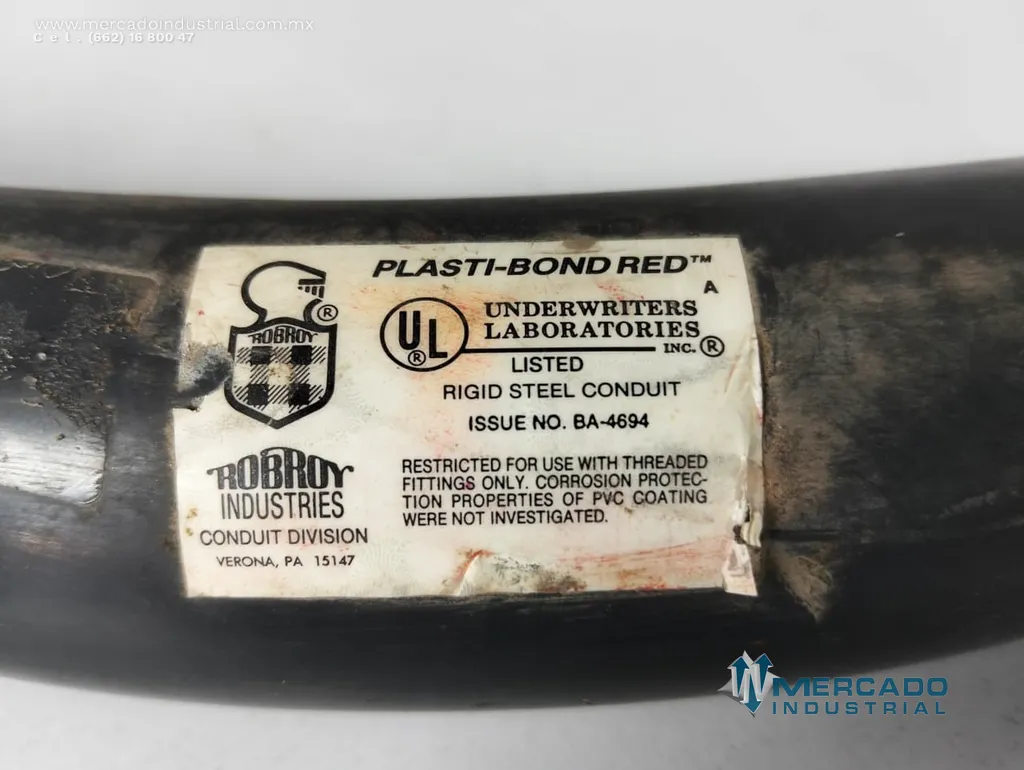 www.mercadoindustrial.com.mx
Cel. (662) 16 800 47
PLASTI-BOND RED™
A
®
ROBROY
UL
®
UNDERWRITERS
LABORATORIES
INC. ®
LISTED
RIGID STEEL CONDUIT
ISSUE NO. BA-4694
ROBROY
INDUSTRIES
CONDUIT DIVISION
VERONA, PA 15147
RESTRICTED FOR USE WITH THREADED
FITTINGS ONLY. CORROSION PROTEC-
TION PROPERTIES OF PVC COATING
WERE NOT INVESTIGATED.
MERCADO
INDUSTRIAL